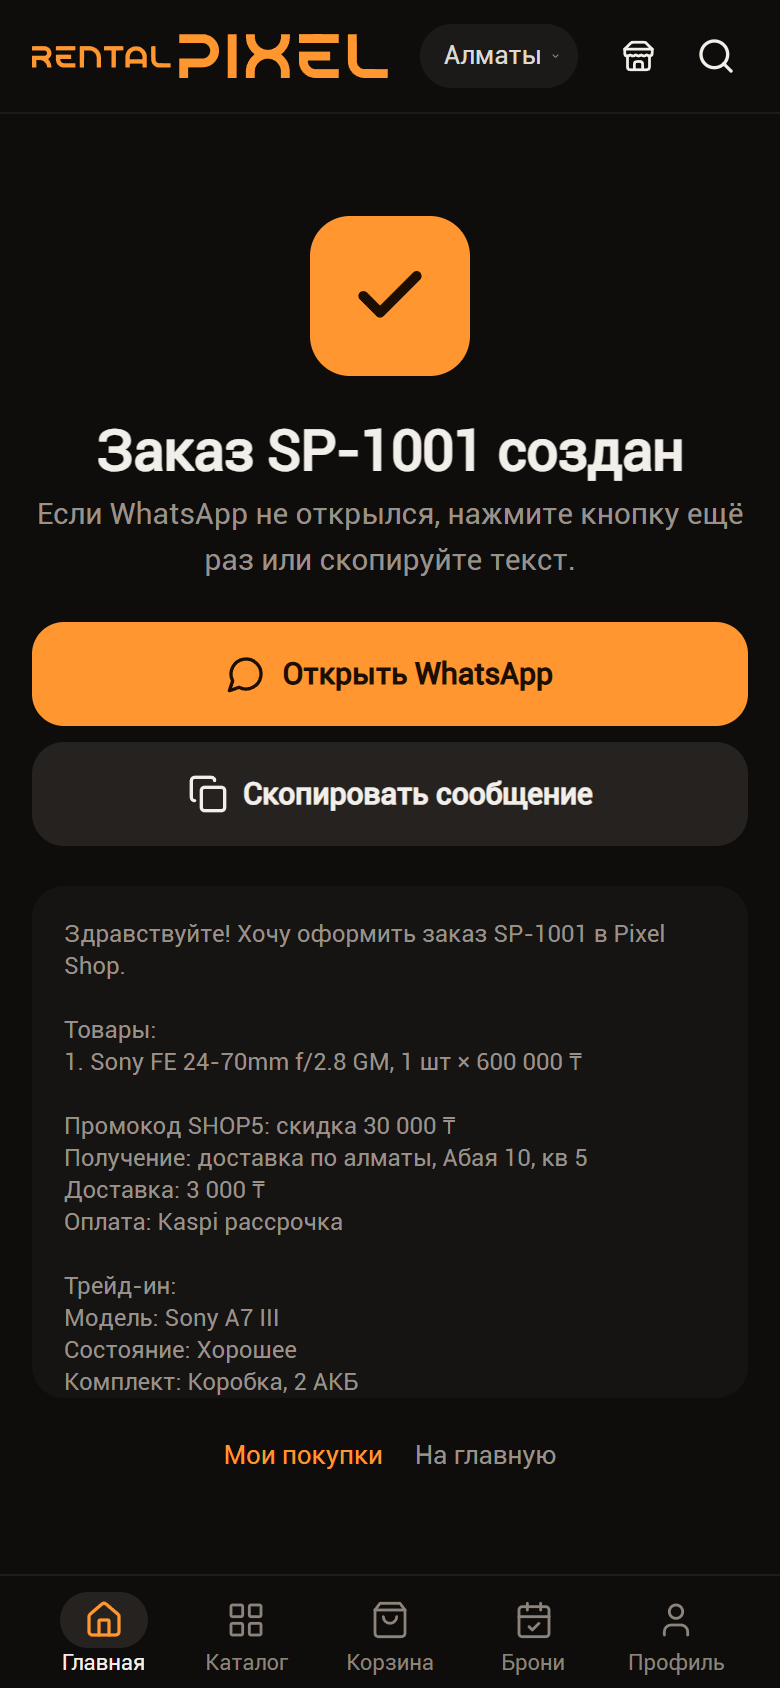 RENTAL PIXEL
Алматы
Заказ SP-1001 создан
Если WhatsApp не открылся, нажмите кнопку ещё
раз или скопируйте текст.
Открыть WhatsApp
Скопировать сообщение
Здравствуйте! Хочу оформить заказ SP-1001 в Pixel
Shop.
Товары:
1. Sony FE 24-70mm f/2.8 GM, 1 шт × 600 000 ₸
Промокод SHOP5: скидка 30 000 ₸
Получение: доставка по алматы, Абая 10, кв 5
Доставка: 3 000 ₸
Оплата: Kaspi рассрочка
Трейд-ин:
Модель: Sony A7 III
Состояние: Хорошее
Комплект: Коробка, 2 АКБ
Мои покупки На главную
Главная Каталог Корзина Брони Профиль